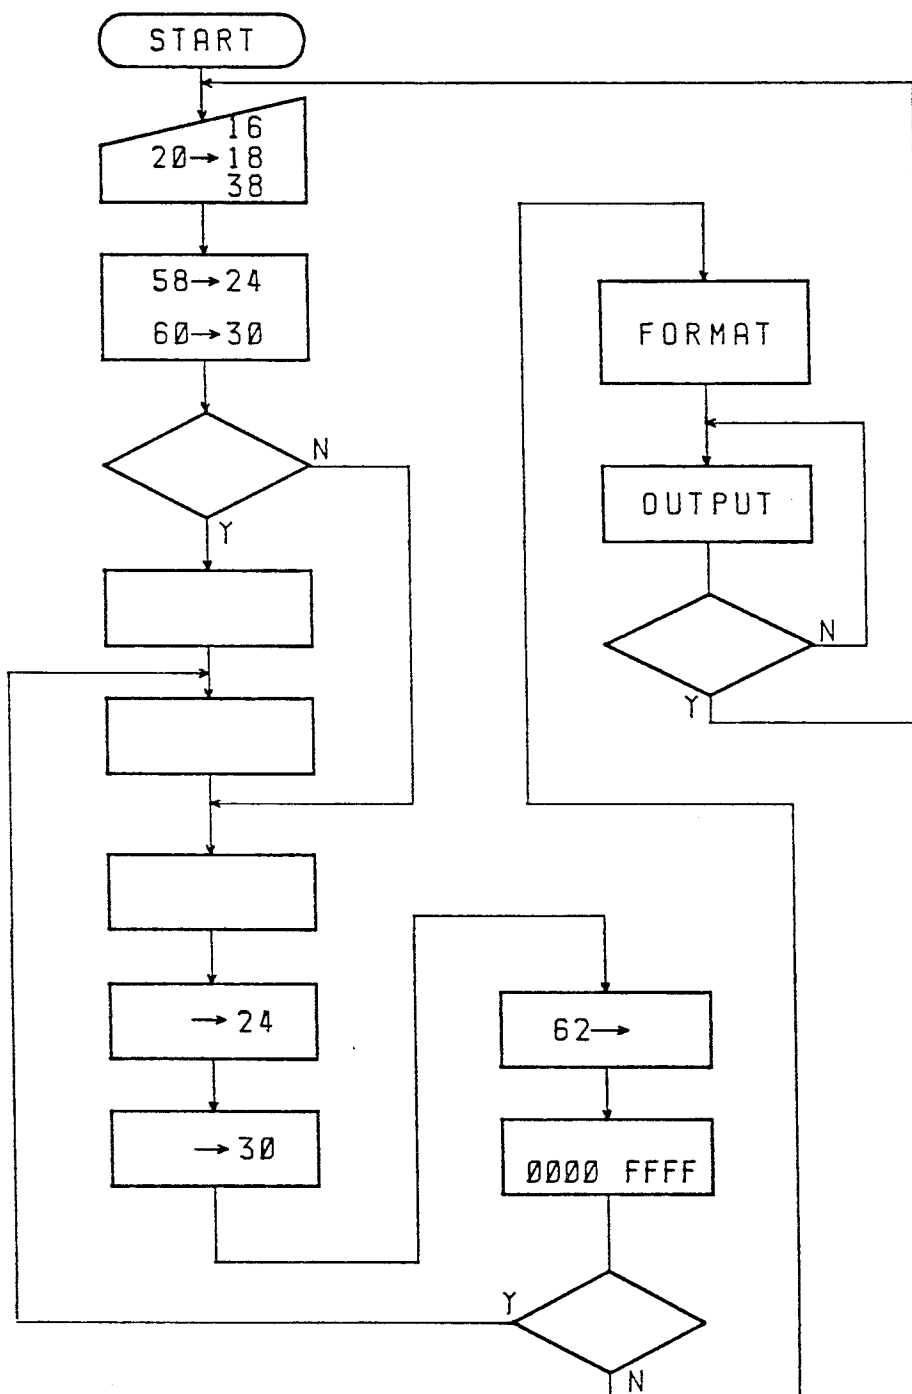 START
16
20→18
38
58→24
60→30
N
Y
→24
→30
62→
0000 FFFF
Y
N
FORMAT
OUTPUT
N
Y